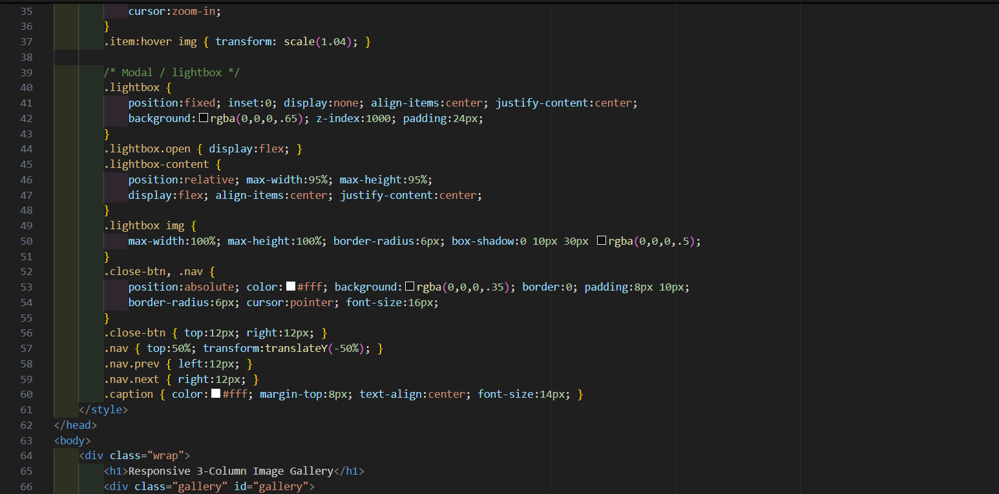 35 cursor:zoom-in;
36 }
37 .item:hover img { transform: scale(1.04); }
38
39 /* Modal / lightbox */
40 .lightbox {
41 position:fixed; inset:0; display:none; align-items:center; justify-content:center;
42 background:rgba(0,0,0,.65); z-index:1000; padding:24px;
43 }
44 .lightbox.open { display:flex; }
45 .lightbox-content {
46 position:relative; max-width:95%; max-height:95%;
47 display:flex; align-items:center; justify-content:center;
48 }
49 .lightbox img {
50 max-width:100%; max-height:100%; border-radius:6px; box-shadow:0 10px 30px rgba(0,0,0,.5);
51 }
52 .close-btn, .nav {
53 position:absolute; color:#fff; background:rgba(0,0,0,.35); border:0; padding:8px 10px;
54 border-radius:6px; cursor:pointer; font-size:16px;
55 }
56 .close-btn { top:12px; right:12px; }
57 .nav { top:50%; transform:translateY(-50%); }
58 .nav.prev { left:12px; }
59 .nav.next { right:12px; }
60 .caption { color:#fff; margin-top:8px; text-align:center; font-size:14px; }
61 </style>
62 </head>
63 <body>
64 <div class="wrap">
65 <h1>Responsive 3-Column Image Gallery</h1>
66 <div class="gallery" id="gallery">